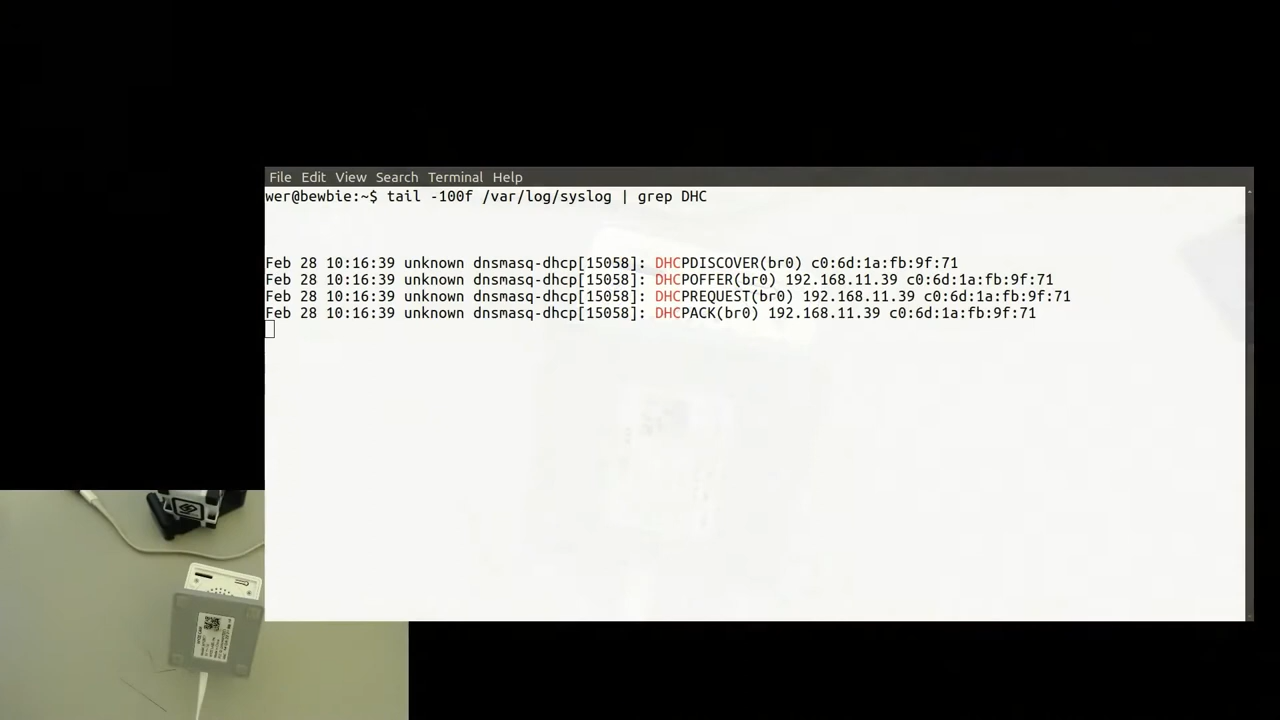 File Edit View Search Terminal Help
wer@bewbie:~$ tail -100f /var/log/syslog | grep DHC
Feb 28 10:16:39 unknown dnsmasq-dhcp[15058]: DHCPDISCOVER(br0) c0:6d:1a:fb:9f:71
Feb 28 10:16:39 unknown dnsmasq-dhcp[15058]: DHCPOFFER(br0) 192.168.11.39 c0:6d:1a:fb:9f:71
Feb 28 10:16:39 unknown dnsmasq-dhcp[15058]: DHCPREQUEST(br0) 192.168.11.39 c0:6d:1a:fb:9f:71
Feb 28 10:16:39 unknown dnsmasq-dhcp[15058]: DHCPACK(br0) 192.168.11.39 c0:6d:1a:fb:9f:71